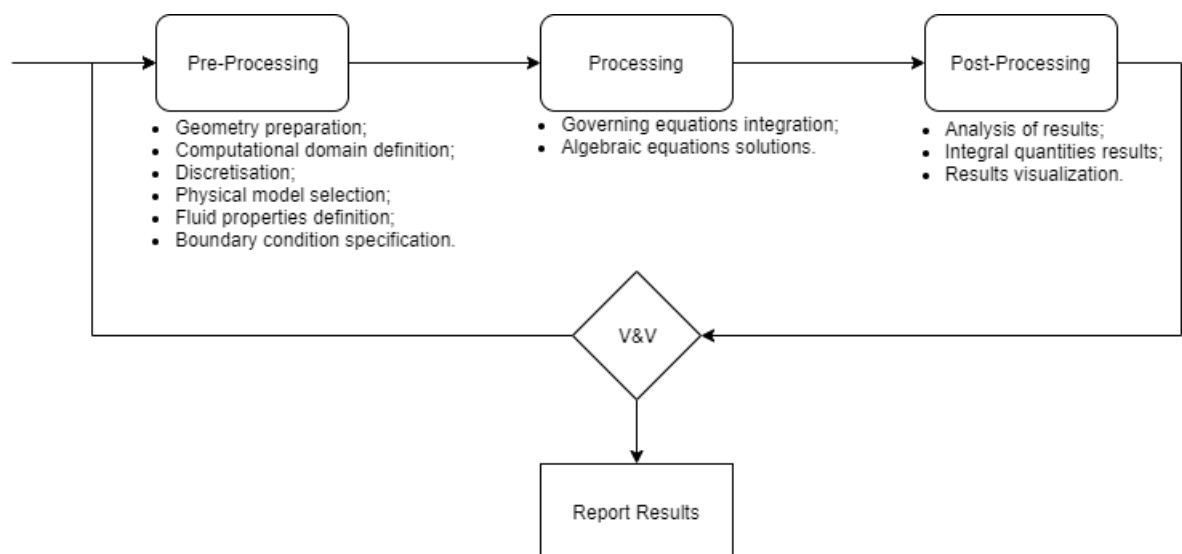 Pre-Processing
• Geometry preparation;
• Computational domain definition;
• Discretisation;
• Physical model selection;
• Fluid properties definition;
• Boundary condition specification.
Processing
• Governing equations integration;
• Algebraic equations solutions.
Post-Processing
• Analysis of results;
• Integral quantities results;
• Results visualization.
V&V
Report Results